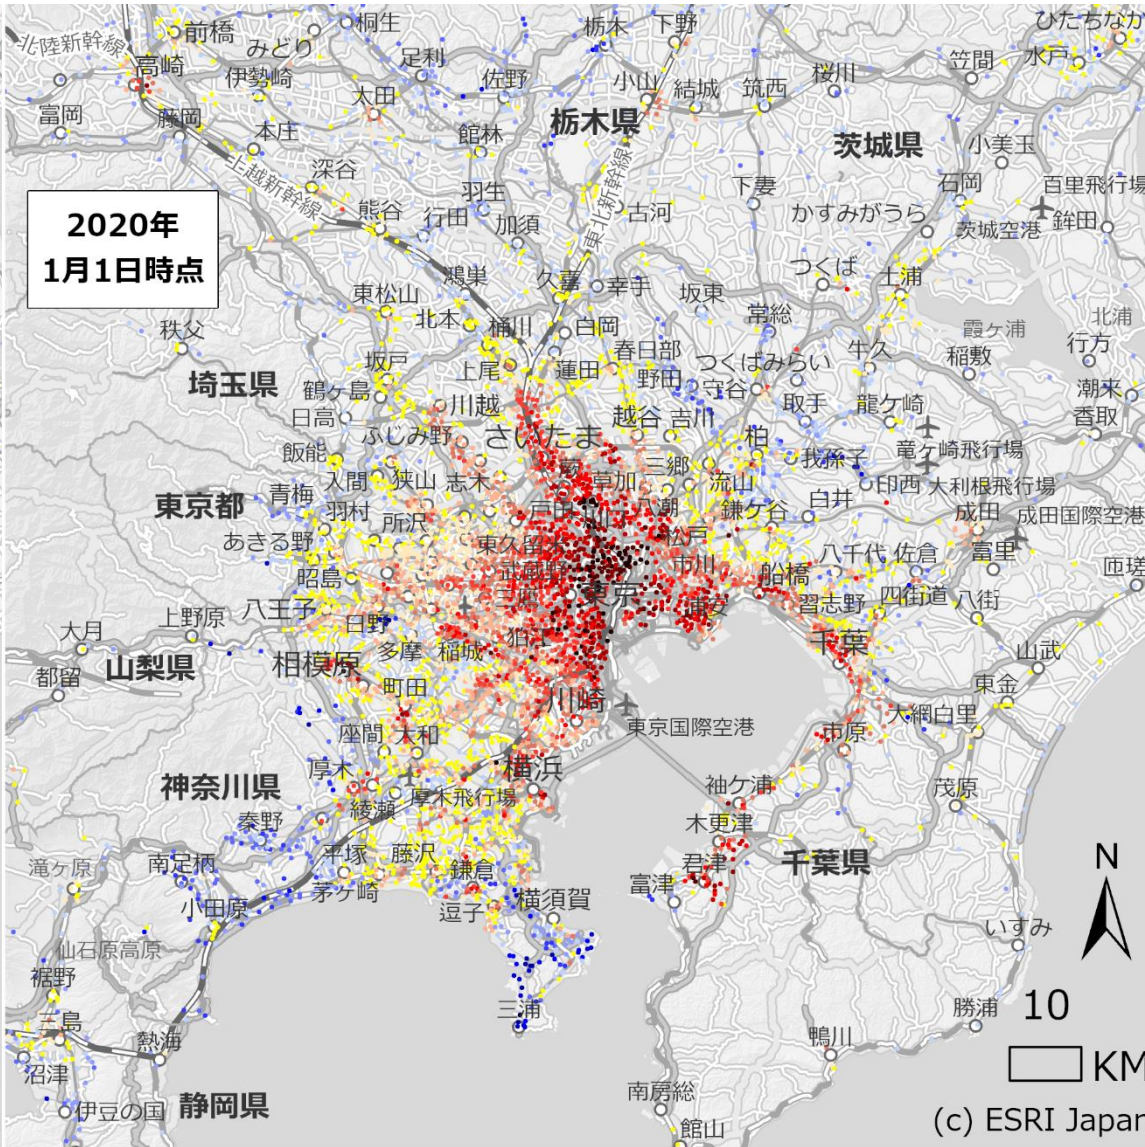 桐生
栃木
下野
ひたちなか
前橋
みどり
北陸新幹線
足利
笠間
水戸
高崎
伊勢崎
佐野
小山
桜川
太田
結城
筑西
富岡
藤岡
栃木県
本庄
館林
茨城県
小美玉
上越新幹線
深谷
2020年
1月1日時点
羽生
東北新幹線
下妻
石岡
百里飛行場
熊谷
行田
加須
古河
かすみがうら
茨城空港
鉾田
鴻巣
久喜
幸手
つくば
土浦
東松山
坂東
北本
桶川
白岡
常総
霞ヶ浦
北浦
秩父
坂戸
上尾
蓮田
春日部
つくばみらい
牛久
稲敷
行方
埼玉県
鶴ヶ島
野田
守谷
潮来
日高
川越
越谷
吉川
取手
龍ケ崎
香取
ふじみ野
さいたま
柏
飯能
蕨
三郷
我孫子
竜ヶ崎飛行場
入間
狭山
志木
草加
流山
印西
大利根飛行場
東京都
青梅
戸田
川口
八潮
鎌ケ谷
白井
成田
羽村
所沢
成田国際空港
あきる野
東久留米
松戸
八千代
佐倉
富里
昭島
武蔵野
市川
船橋
匝瑳
三鷹
東京
浦安
習志野
四街道
八街
八王子
日野
上野原
狛江
千葉
大月
多摩
稲城
山梨県
相模原
山武
都留
町田
川崎
東金
座間
大和
東京国際空港
市原
大網白里
厚木
横浜
神奈川県
綾瀬
厚木飛行場
袖ケ浦
茂原
秦野
木更津
滝ヶ原
南足柄
平塚
藤沢
鎌倉
君津
千葉県
N
茅ケ崎
富津
小田原
逗子
横須賀
仙石原高原
いすみ
裾野
三島
三浦
10
勝浦
熱海
鴨川
沼津
KM
南房総
伊豆の国
静岡県
館山
(c) ESRI Japan